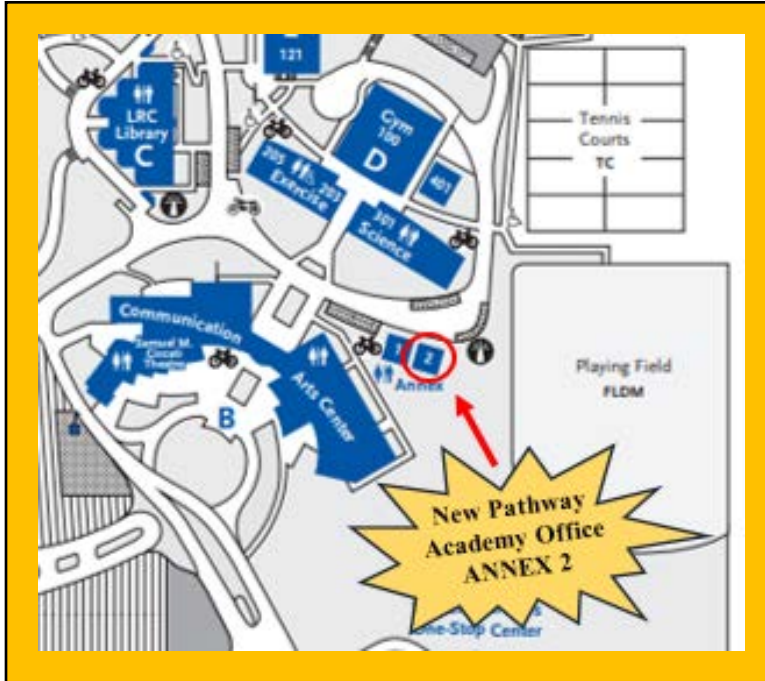 121
LRC
Library
C
Gym
100
D
401
205
203
Exercise
301
Science
Tennis
Courts
TC
Communication
Samuel M.
Cicati
Theater
Arts Center
B
1
2
Annex
Playing Field
FLDM
New Pathway
Academy Office
ANNEX 2
One-Stop Center